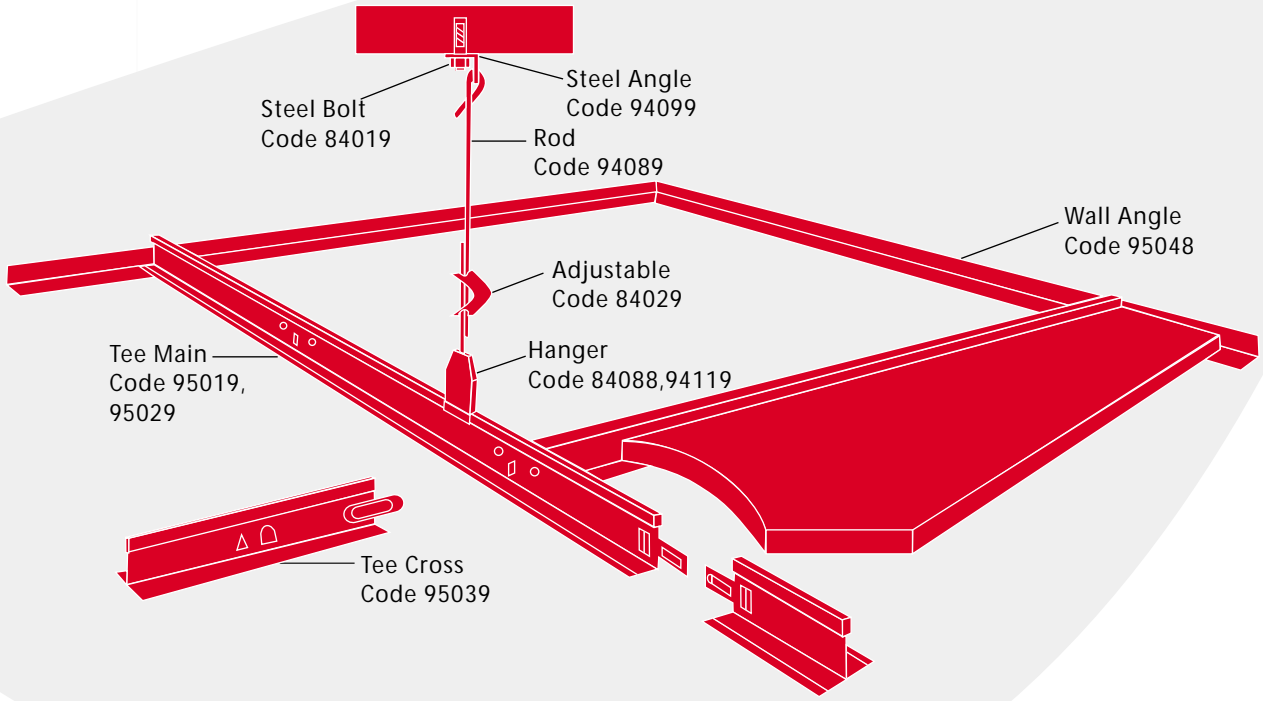 Steel Angle
Code 94099
Steel Bolt
Code 84019
Rod
Code 94089
Wall Angle
Code 95048
Adjustable
Code 84029
Tee Main
Code 95019,
95029
Hanger
Code 84088,94119
Tee Cross
Code 95039